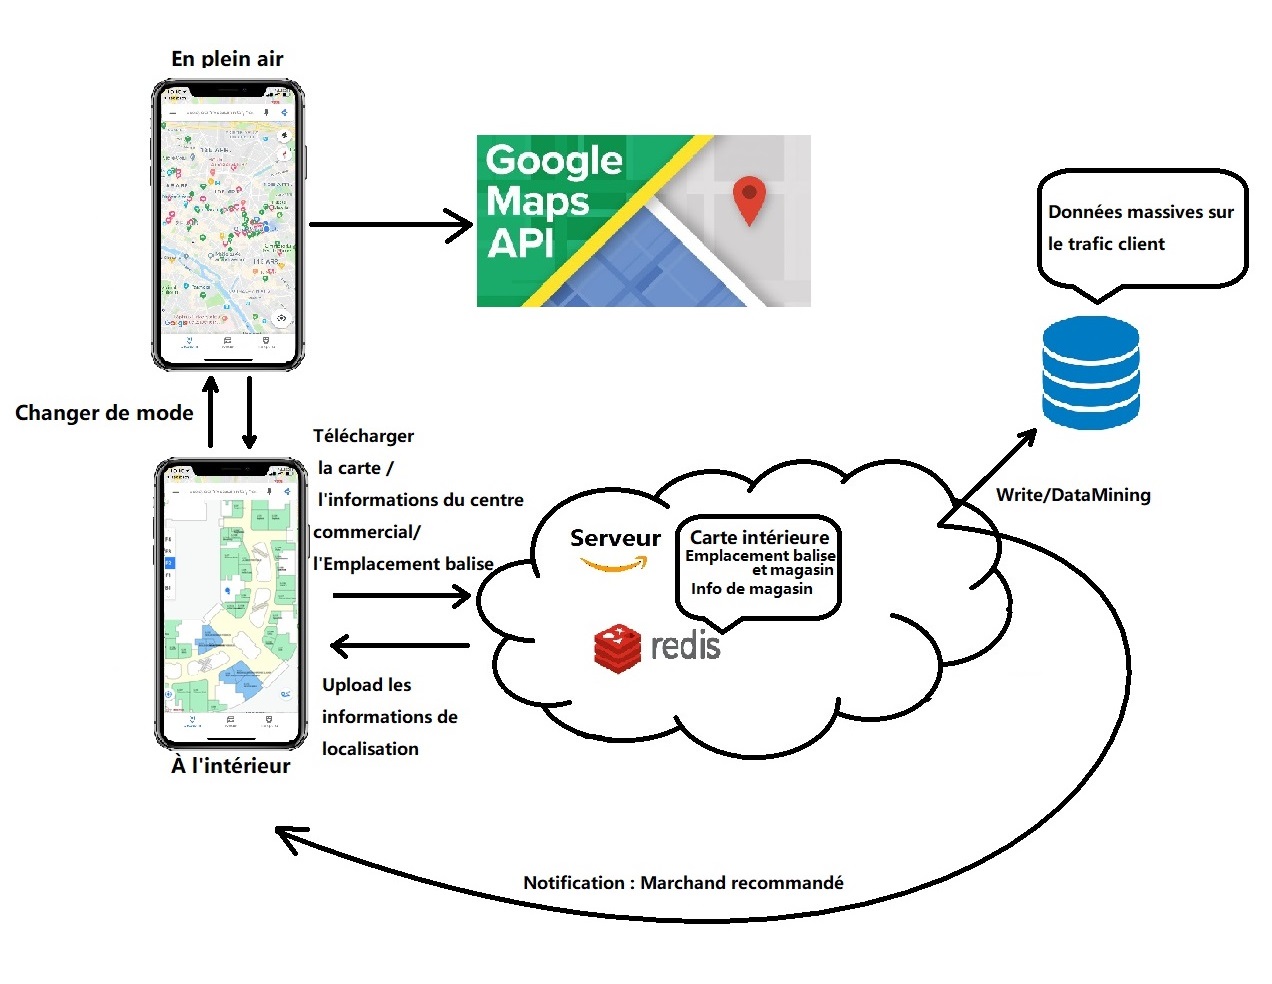 En plein air
Google
Maps
API
Google
Données massives sur
le trafic client
Changer de mode
Télécharger
la carte /
l'informations du centre
commercial/
l'Emplacement balise
Write/DataMining
Serveur
Carte intérieure
Emplacement balise
et magasin
Info de magasin
redis
Upload les
informations de
localisation
À l'intérieur
Notification : Marchand recommandé